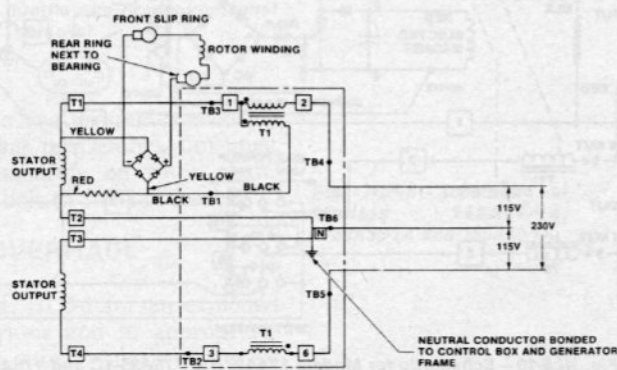 FRONT SLIP RING
REAR RING
NEXT TO
BEARING
ROTOR WINDING
T1
TB3
1
2
T1
YELLOW
TB4
STATOR
OUTPUT
RED
YELLOW
BLACK
BLACK
TB1
T2
TB6
N
115V
230V
115V
T3
STATOR
OUTPUT
TB5
T1
T4
TB2
3
6
NEUTRAL CONDUCTOR BONDED
TO CONTROL BOX AND GENERATOR
FRAME